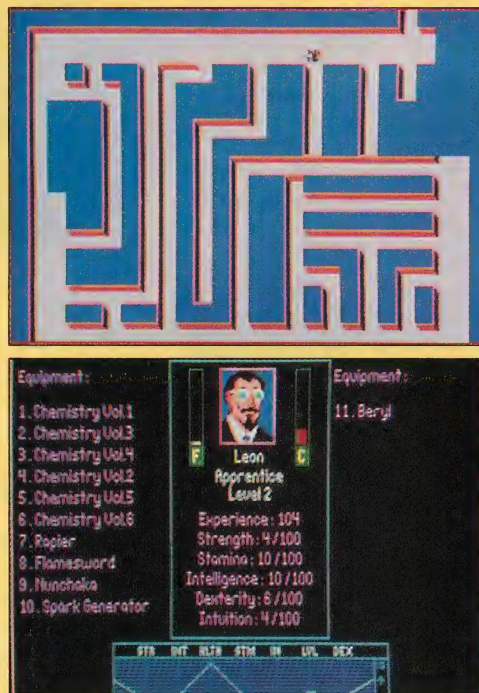 Equipment:
1. Chemistry Vol.1
2. Chemistry Vol.3
3. Chemistry Vol.4
4. Chemistry Vol.2
5. Chemistry Vol.5
6. Chemistry Vol.6
7. Rapier
8. Flamesword
9. Nunchaka
10. Spark Generator
F
C
Leon
Apprentice
Level 2
Experience: 104
Strength: 4/100
Stamina: 10/100
Intelligence: 10/100
Dexterity: 6/100
Intuition: 4/100
Equipment:
11. Beryl
STR INT HLTH STM IN LVL DEX